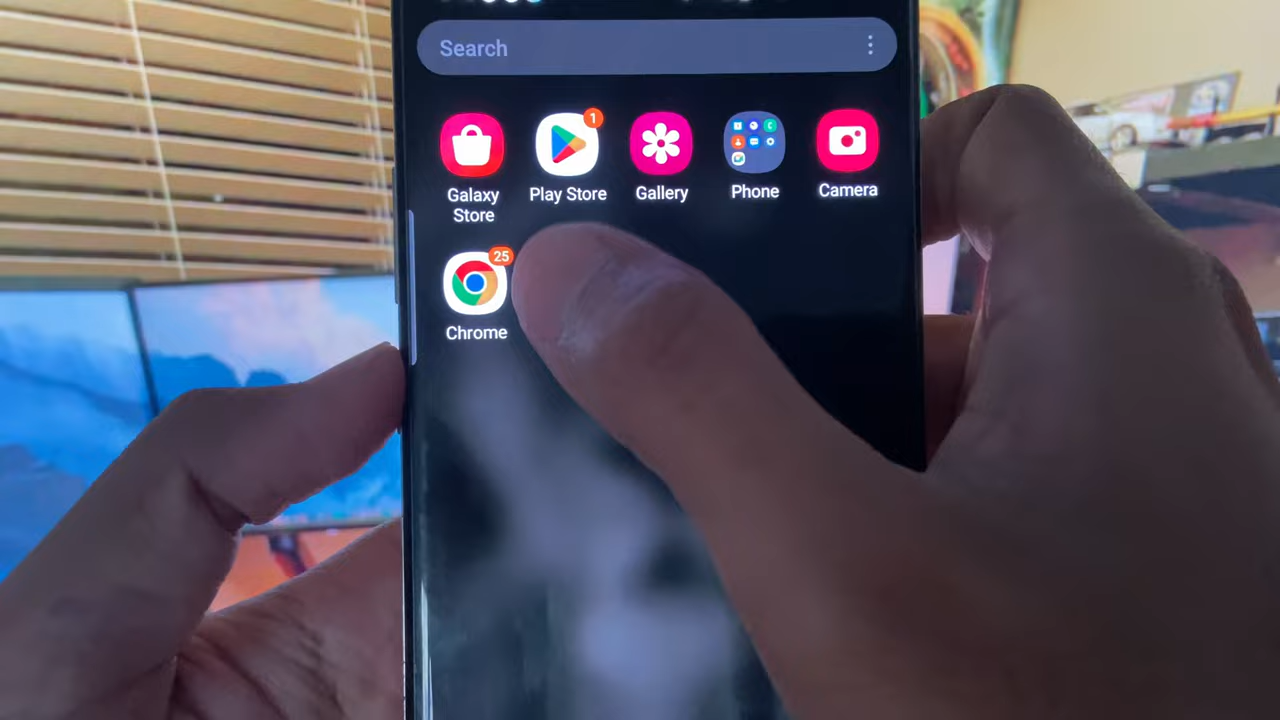 Search
1
Galaxy
Store
Play Store
Gallery
Phone
Camera
25
Chrome